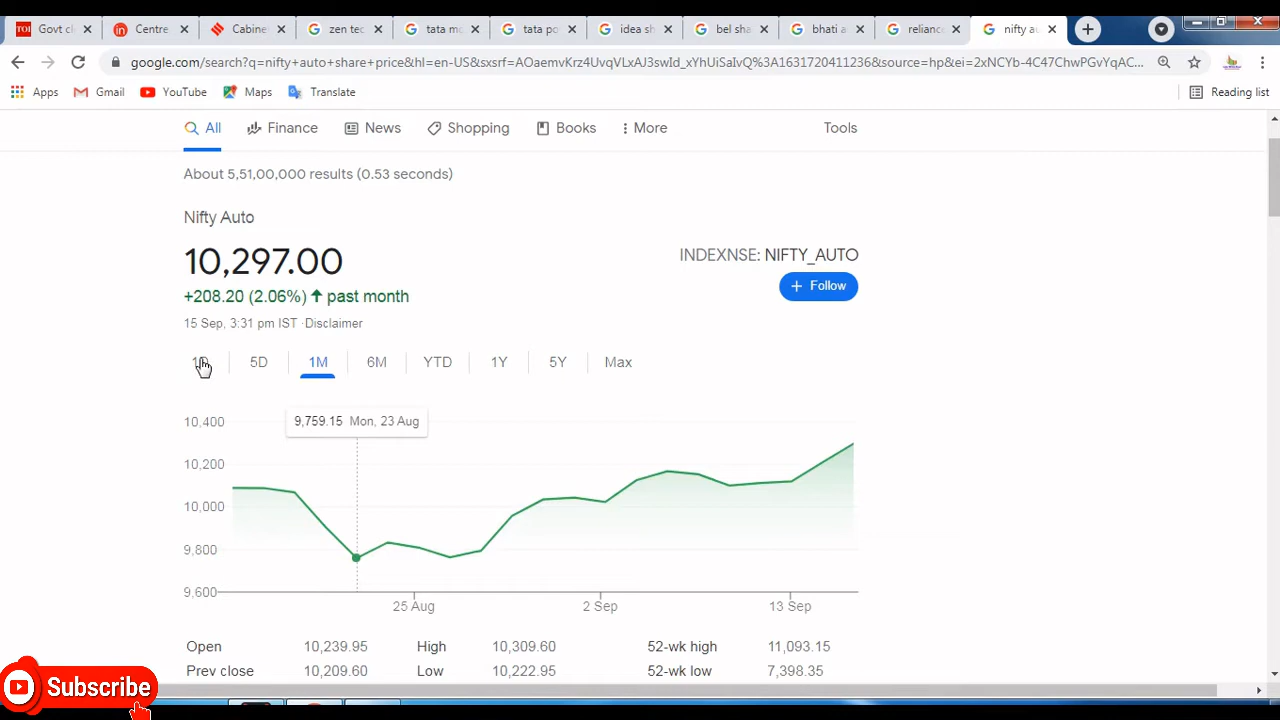 TOI Govt cl Centre Cabine zen tec tata mo tata po idea sh bel sha bhati a relianc nifty au
google.com/search?q=nifty+auto+share+price&hl=en-US&sxsrf=AOaemvKrz4UvqVLxAJ3swId_xYhUiSalvQ%3A1631720411236&source=hp&ei=2xNCYb-4C47ChwPGvYqAC...
Apps Gmail YouTube Maps Translate Reading list
All Finance News Shopping Books More Tools
About 5,51,00,000 results (0.53 seconds)
Nifty Auto
10,297.00
INDEXNSE: NIFTY_AUTO
+ Follow
+208.20 (2.06%) ↑ past month
15 Sep, 3:31 pm IST · Disclaimer
1D 5D 1M 6M YTD 1Y 5Y Max
9,759.15 Mon, 23 Aug
10,400
10,200
10,000
9,800
9,600
25 Aug 2 Sep 13 Sep
Open 10,239.95 High 10,309.60 52-wk high 11,093.15
Prev close 10,209.60 Low 10,222.95 52-wk low 7,398.35
Subscribe